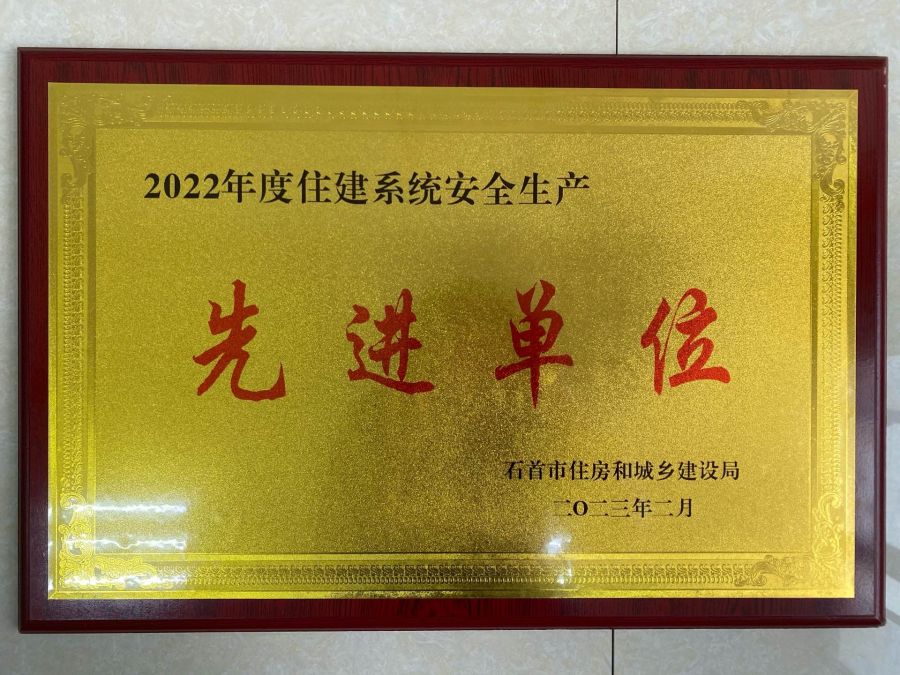 2022年度住建系统安全生产
先进单位
石首市住房和城乡建设局
二O二三年二月